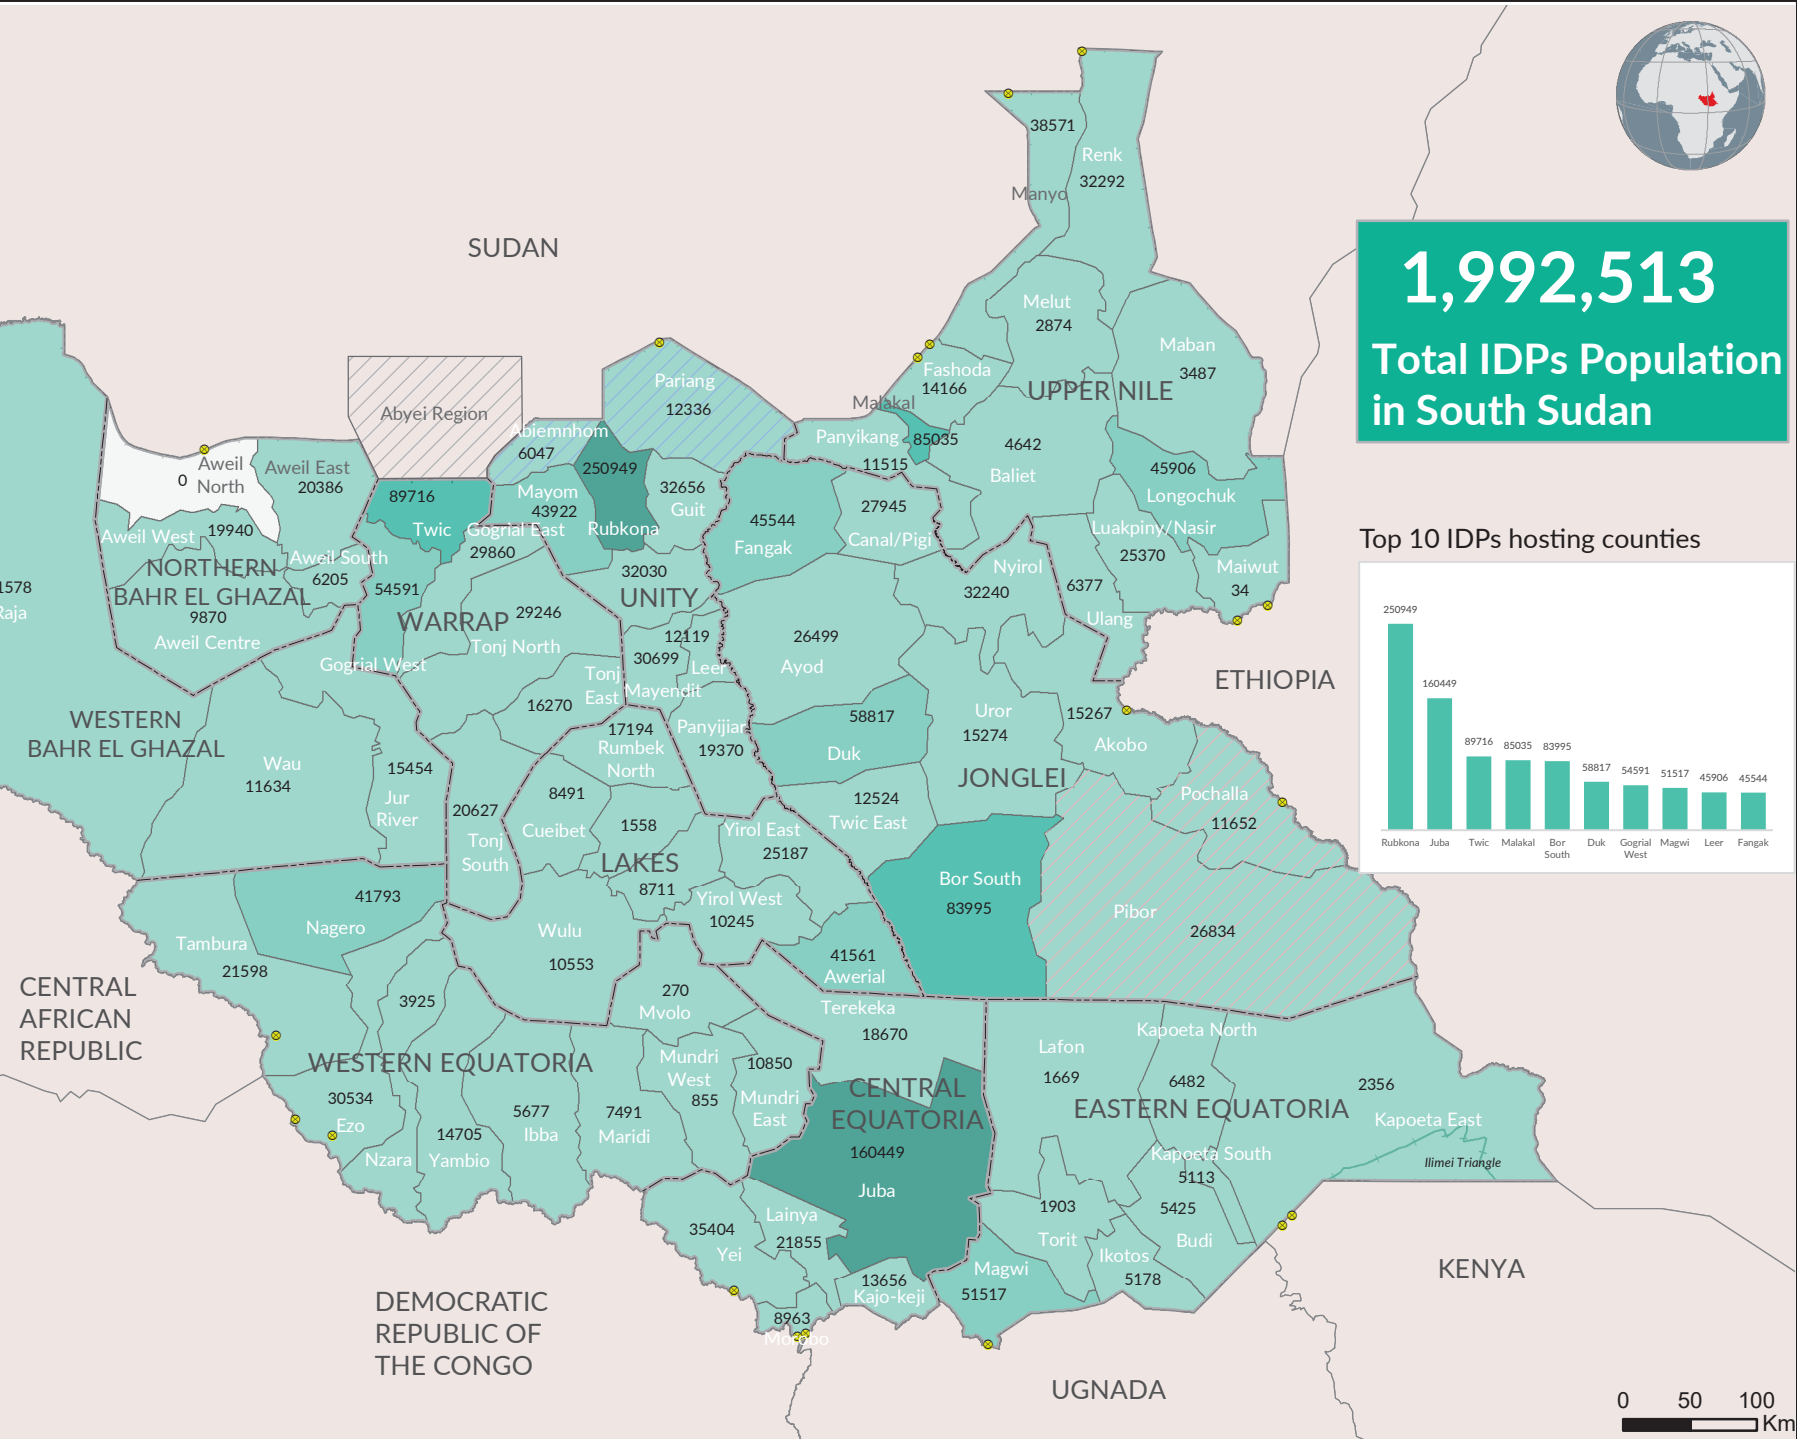 SUDAN
38571
Renk
32292
Manyo
Melut
2874
Maban
3487
Fashoda
14166
UPPER NILE
Malakal
85035
Panyikang
11515
4642
Baliet
45906
Longochuk
Luakpiny/Nasir
25370
Maiwut
34
6377
Ulang
Abyei Region
Pariang
12336
Abiemnhom
6047
250949
Rubkona
32656
Guit
Mayom
43922
32030
UNITY
12119
Leer
30699
Mayendit
Panyijiar
19370
0
Aweil
North
Aweil East
20386
Aweil West
19940
Aweil South
6205
NORTHERN
BAHR EL GHAZAL
9870
Aweil Centre
1578
Raja
89716
Twic
Gogrial East
29860
54591
WARRAP
29246
Tonj North
Gogrial West
Tonj
East
16270
20627
Tonj
South
WESTERN
BAHR EL GHAZAL
Wau
11634
15454
Jur
River
45544
Fangak
27945
Canal/Pigi
Nyirol
32240
26499
Ayod
58817
Duk
Uror
15274
15267
Akobo
JONGLEI
12524
Twic East
Pochalla
11652
Bor South
83995
Pibor
26834
17194
Rumbek
North
8491
Cueibet
1558
LAKES
8711
Yirol East
25187
Yirol West
10245
Wulu
10553
41561
Awerial
41793
Nagero
Tambura
21598
3925
WESTERN EQUATORIA
30534
Ezo
Nzara
14705
Yambio
5677
Ibba
7491
Maridi
270
Mvolo
Mundri
West
855
10850
Mundri
East
Terekeka
18670
CENTRAL
EQUATORIA
160449
Juba
Lainya
21855
35404
Yei
13656
Kajo-keji
8963
Morobo
Lafon
1669
Kapoeta North
6482
EASTERN EQUATORIA
2356
Kapoeta East
Ilimei Triangle
Kapoeta South
5113
5425
Budi
1903
Torit
Ikotos
5178
Magwi
51517
ETHIOPIA
CENTRAL
AFRICAN
REPUBLIC
DEMOCRATIC
REPUBLIC OF
THE CONGO
UGNADA
KENYA
1,992,513
Total IDPs Population
in South Sudan
Top 10 IDPs hosting counties
250949
160449
89716
85035
83995
58817
54591
51517
45906
45544
Rubkona
Juba
Twic
Malakal
Bor
South
Duk
Gogrial
West
Magwi
Leer
Fangak
0 50 100
Km